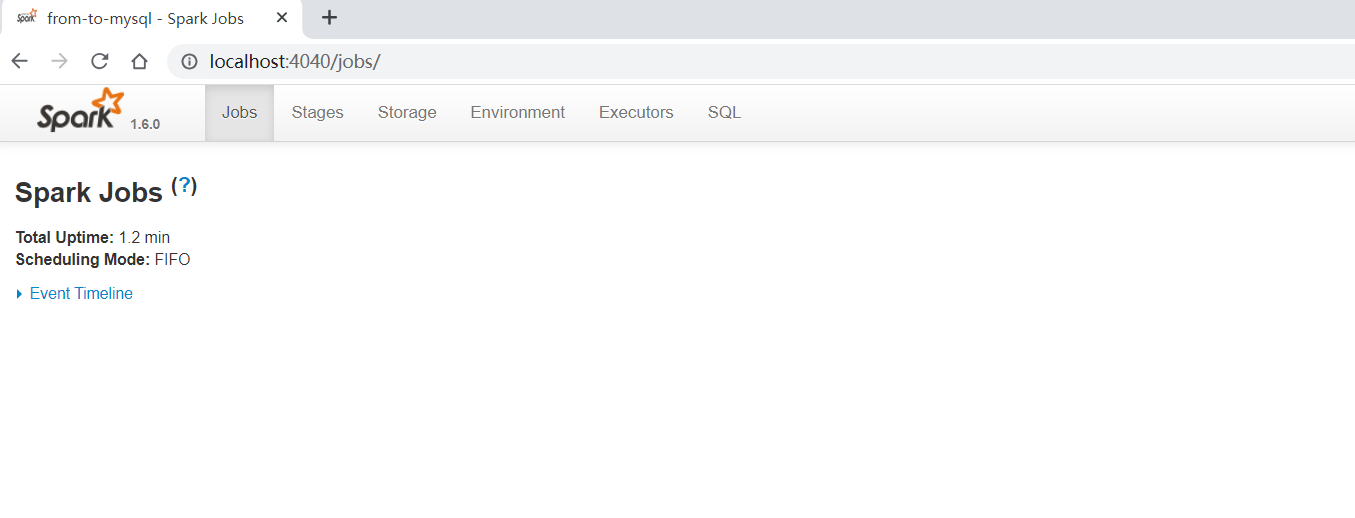 from-to-mysql - Spark Jobs
localhost:4040/jobs/
Spark 1.6.0 Jobs Stages Storage Environment Executors SQL
Spark Jobs (?)
Total Uptime: 1.2 min
Scheduling Mode: FIFO
Event Timeline